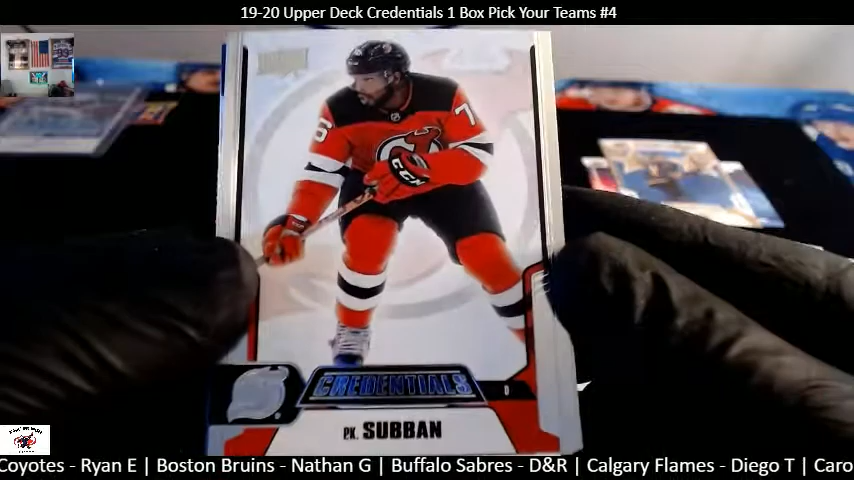 19-20 Upper Deck Credentials 1 Box Pick Your Teams #4
76
CCM
CREDENTIALS
D
P.K. SUBBAN
Coyotes - Ryan E | Boston Bruins - Nathan G | Buffalo Sabres - D&R | Calgary Flames - Diego T | Caro